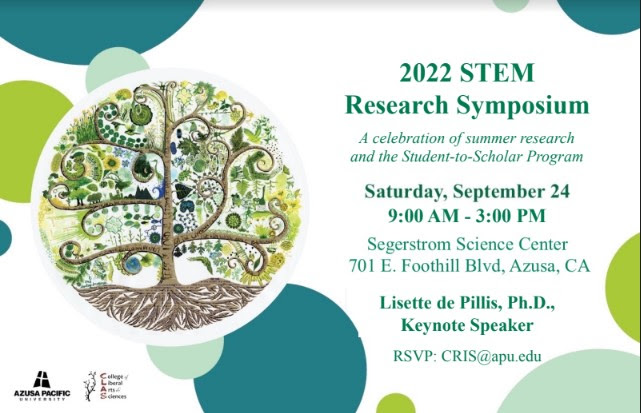 2022 STEM
Research Symposium
A celebration of summer research
and the Student-to-Scholar Program
Saturday, September 24
9:00 AM - 3:00 PM
Segerstrom Science Center
701 E. Foothill Blvd, Azusa, CA
Lisette de Pillis, Ph.D.,
Keynote Speaker
RSVP: CRIS@apu.edu
AZUSA PACIFIC
UNIVERSITY
College of
Liberal
Arts &
Sciences